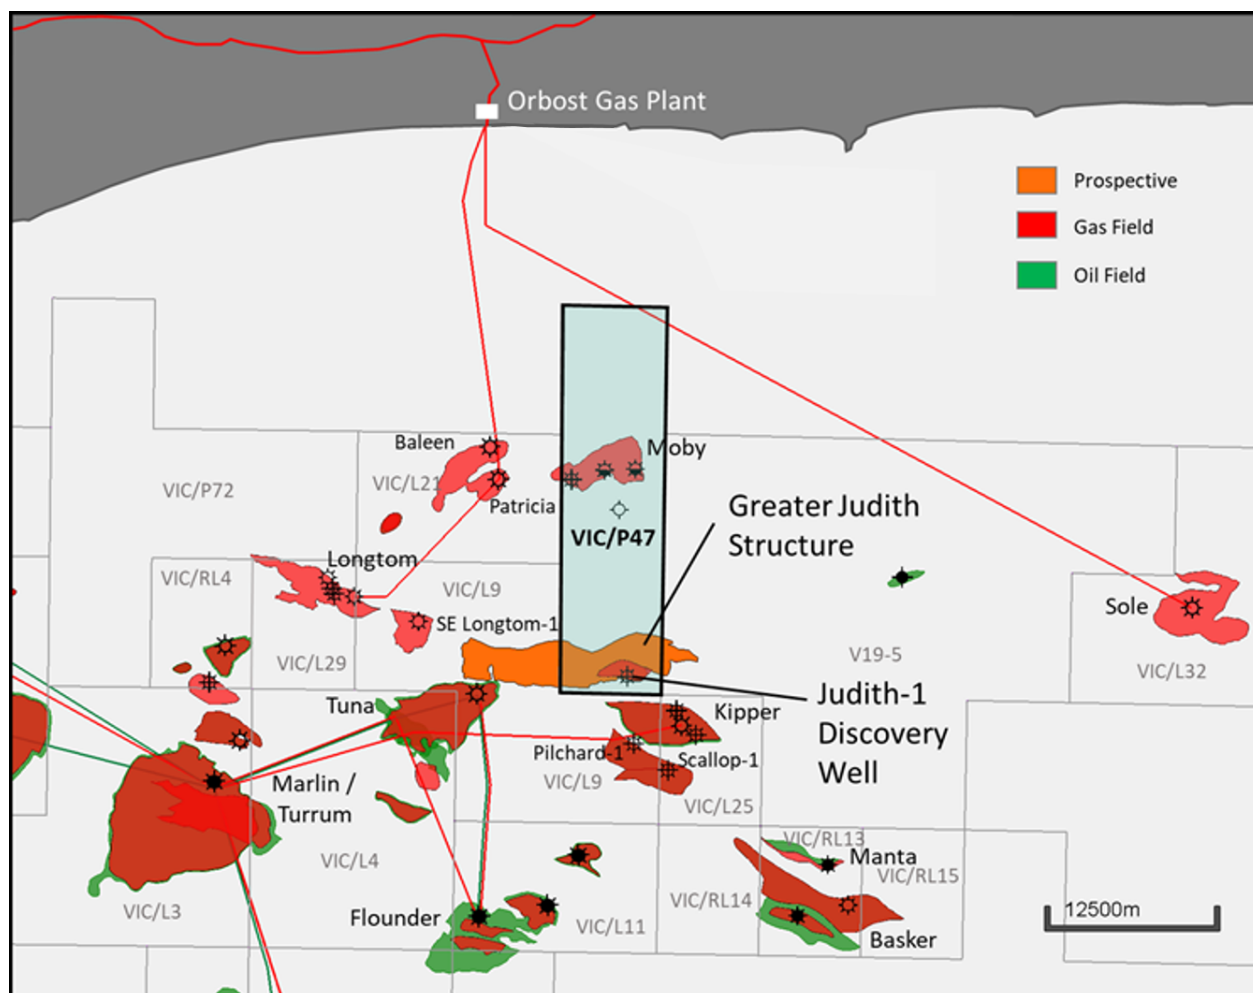 Orbost Gas Plant
Prospective
Gas Field
Oil Field
Baleen
Moby
VIC/P72
VIC/L21
Patricia
Greater Judith
Structure
VIC/P47
Longtom
VIC/RL4
VIC/L9
Sole
SE Longtom-1
VIC/L29
V19-5
VIC/L32
Judith-1
Discovery
Well
Tuna
Kipper
Pilchard-1
Scallop-1
VIC/L9
VIC/L25
Marlin /
Turrum
VIC/L4
VIC/RL13
Manta
VIC/RL15
VIC/L3
Flounder
VIC/L11
VIC/RL14
Basker
12500m